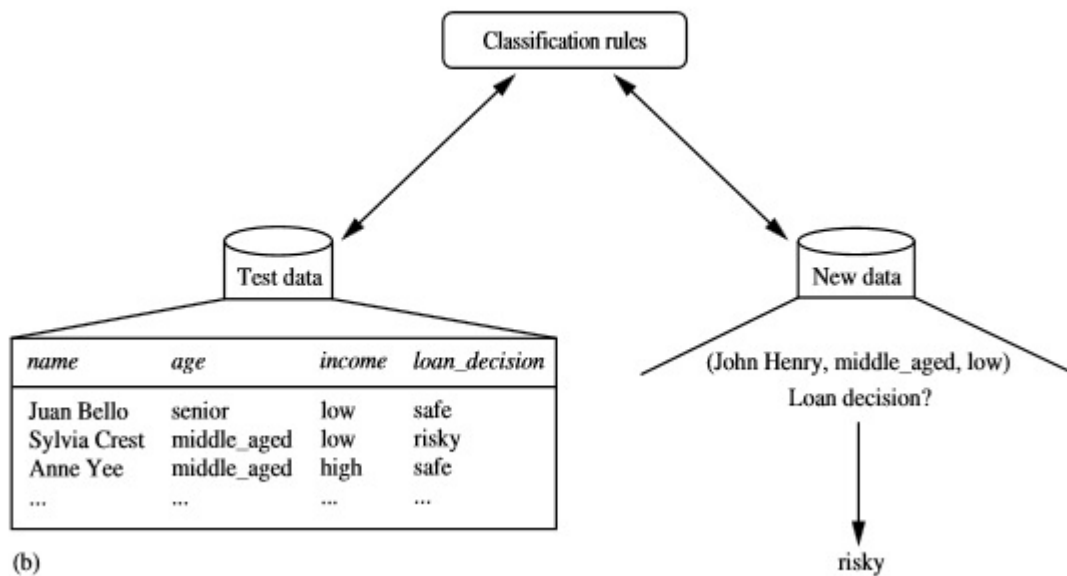 Classification rules
Test data
New data
name age income loan_decision
Juan Bello senior low safe
Sylvia Crest middle_aged low risky
Anne Yee middle_aged high safe
... ... ... ...
(John Henry, middle_aged, low)
Loan decision?
risky
(b)